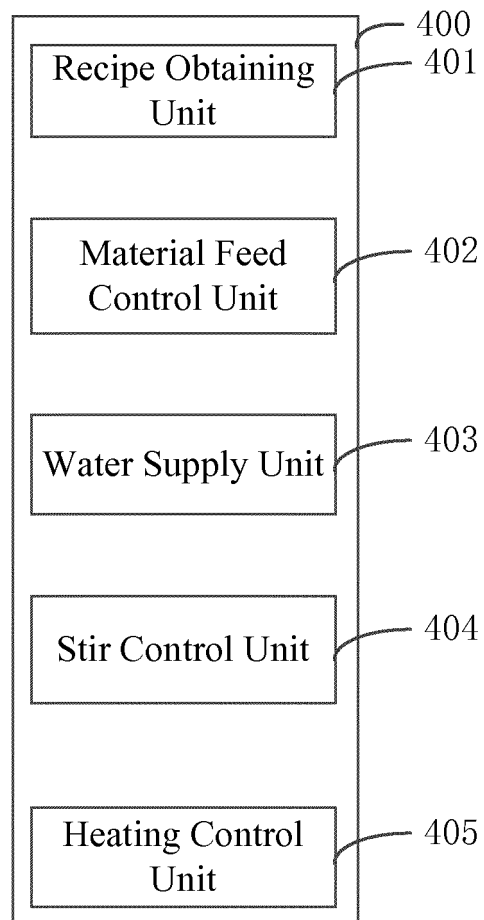 400
Recipe Obtaining
Unit
401
Material Feed
Control Unit
402
Water Supply Unit
403
Stir Control Unit
404
Heating Control
Unit
405